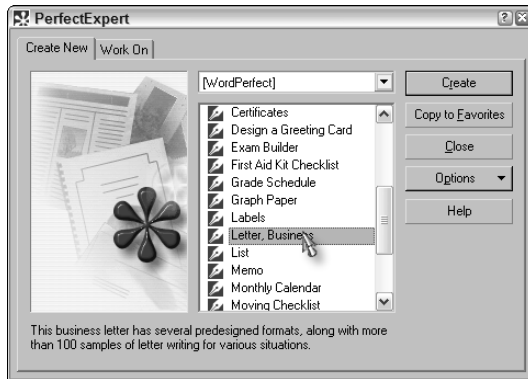 PerfectExpert
Create New
Work On
[WordPerfect]
Certificates
Design a Greeting Card
Exam Builder
First Aid Kit Checklist
Grade Schedule
Graph Paper
Labels
Letter, Business
List
Memo
Monthly Calendar
Moving Checklist
Create
Copy to Favorites
Close
Options
Help
This business letter has several predesigned formats, along with more
than 100 samples of letter writing for various situations.